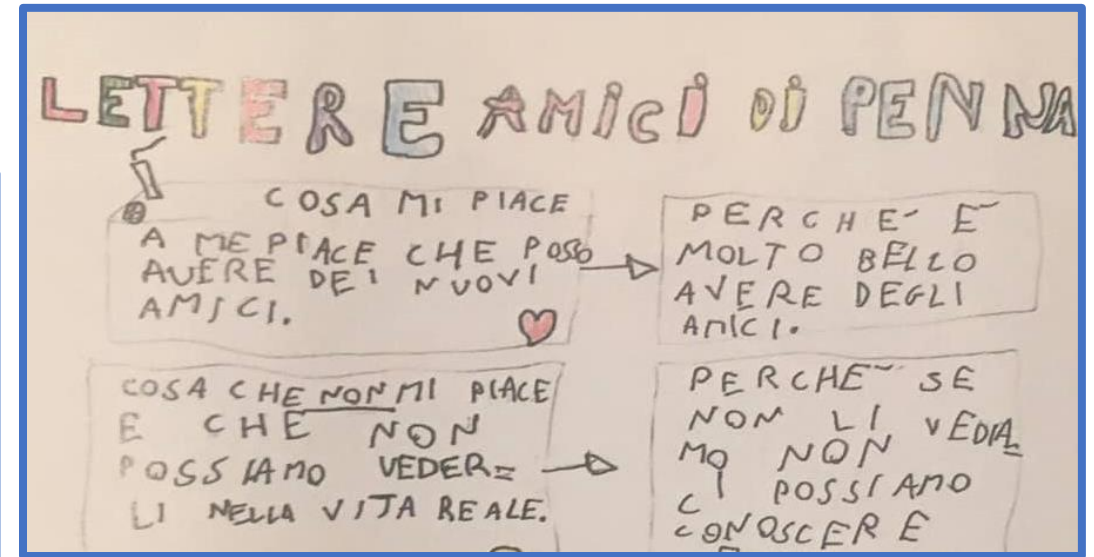 LETTERE AMICI DI PENNA
COSA MI PIACE
A ME PIACE CHE POSSO
AVERE DEI NUOVI
AMICI.
PERCHE' E'
MOLTO BELLO
AVERE DEGLI
AMICI.
COSA CHE NON MI PIACE
E CHE NON
POSSIAMO VEDER=
LI NELLA VITA REALE.
PERCHE' SE
NON LI VEDIA_
MO NON
CI POSSIAMO
CONOSCERE E